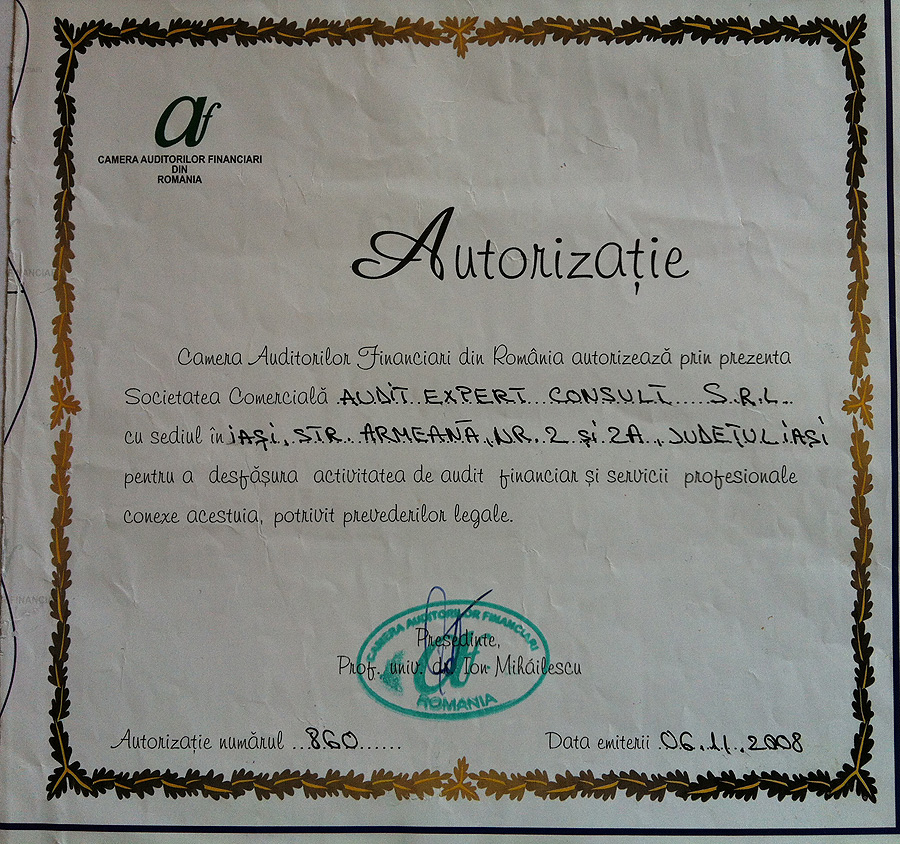 af
CAMERA AUDITORILOR FINANCIARI
DIN
ROMANIA
Autorizație
Camera Auditorilor Financiari din România autorizează prin prezenta
Societatea Comercială AUDIT EXPERT CONSULT S.R.L.
cu sediul în IAȘI, STR. ARMEANĂ, NR. 2 și 2A, JUDEȚUL IAȘI
pentru a desfășura activitatea de audit financiar și servicii profesionale
conexe acestuia, potrivit prevederilor legale.
CAMERA AUDITORILOR FINANCIARI
Președinte,
Prof. univ. dr. Ion Mihăilescu
af
ROMANIA
Autorizație numărul ..860......
Data emiterii .06.11.2008